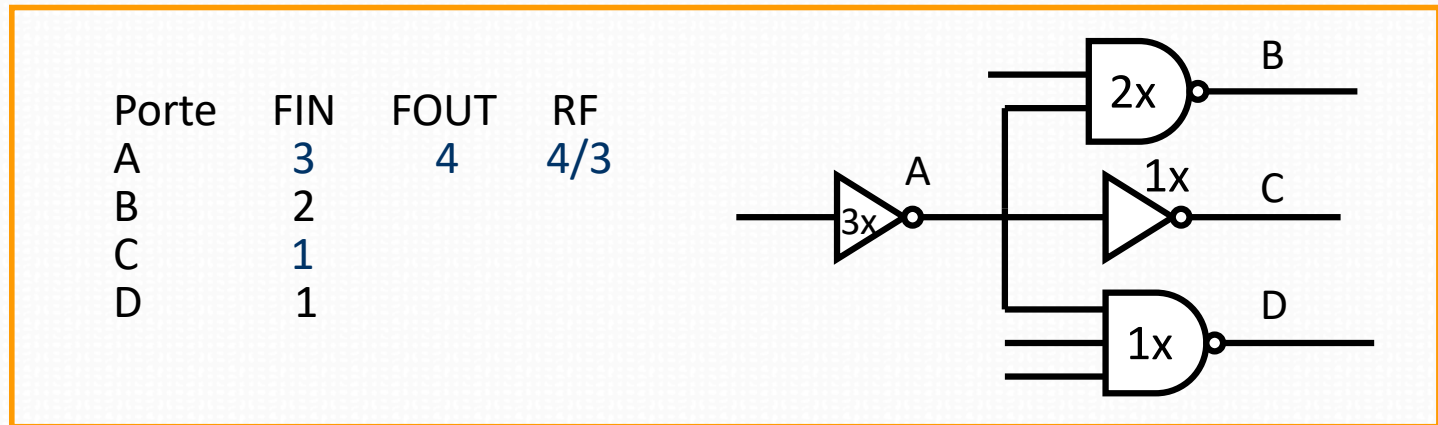 Porte FIN FOUT RF
A 3 4 4/3
B 2
C 1
D 1
B
2x
A
1x
C
3x
D
1x